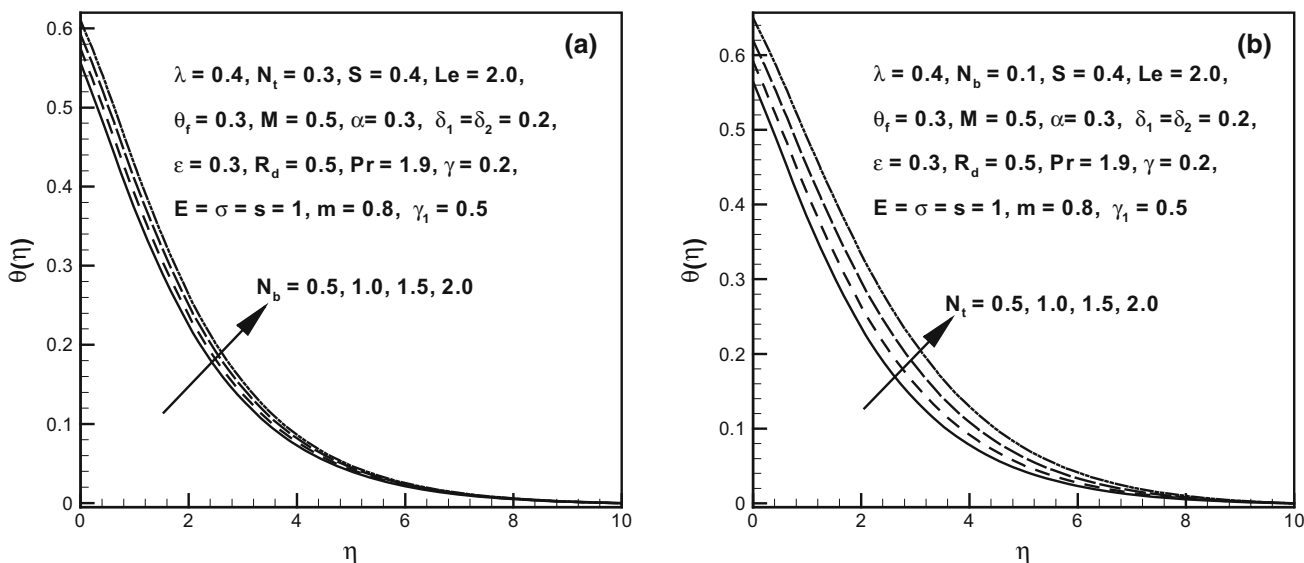 (a)
λ = 0.4, N_t = 0.3, S = 0.4, Le = 2.0,
θ_f = 0.3, M = 0.5, α= 0.3, δ_1 =δ_2 = 0.2,
ε = 0.3, R_d = 0.5, Pr = 1.9, γ = 0.2,
E = σ = s = 1, m = 0.8, γ_1 = 0.5
N_b = 0.5, 1.0, 1.5, 2.0
θ(η)
0.6
0.5
0.4
0.3
0.2
0.1
0
0 2 4 6 8 10
η
(b)
λ = 0.4, N_b = 0.1, S = 0.4, Le = 2.0,
θ_f = 0.3, M = 0.5, α= 0.3, δ_1 =δ_2 = 0.2,
ε = 0.3, R_d = 0.5, Pr = 1.9, γ = 0.2,
E = σ = s = 1, m = 0.8, γ_1 = 0.5
N_t = 0.5, 1.0, 1.5, 2.0
θ(η)
0.6
0.5
0.4
0.3
0.2
0.1
0
0 2 4 6 8 10
η